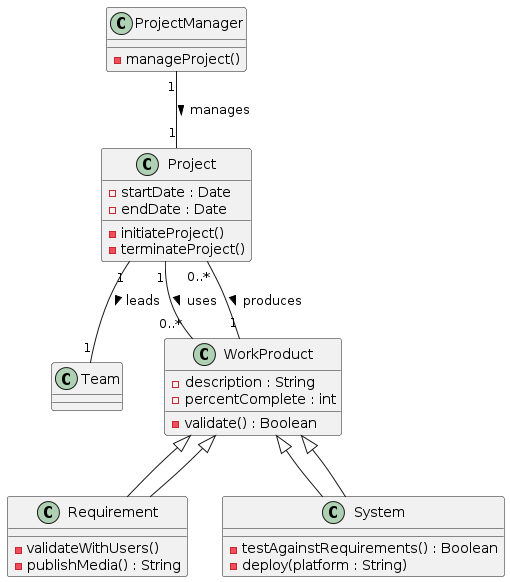 C ProjectManager
manageProject()
1
manages
1
C Project
startDate : Date
endDate : Date
initiateProject()
terminateProject()
1 1 0..*
leads uses produces
1 0..* 1
C Team
C WorkProduct
description : String
percentComplete : int
validate() : Boolean
C Requirement
validateWithUsers()
publishMedia() : String
C System
testAgainstRequirements() : Boolean
deploy(platform : String)